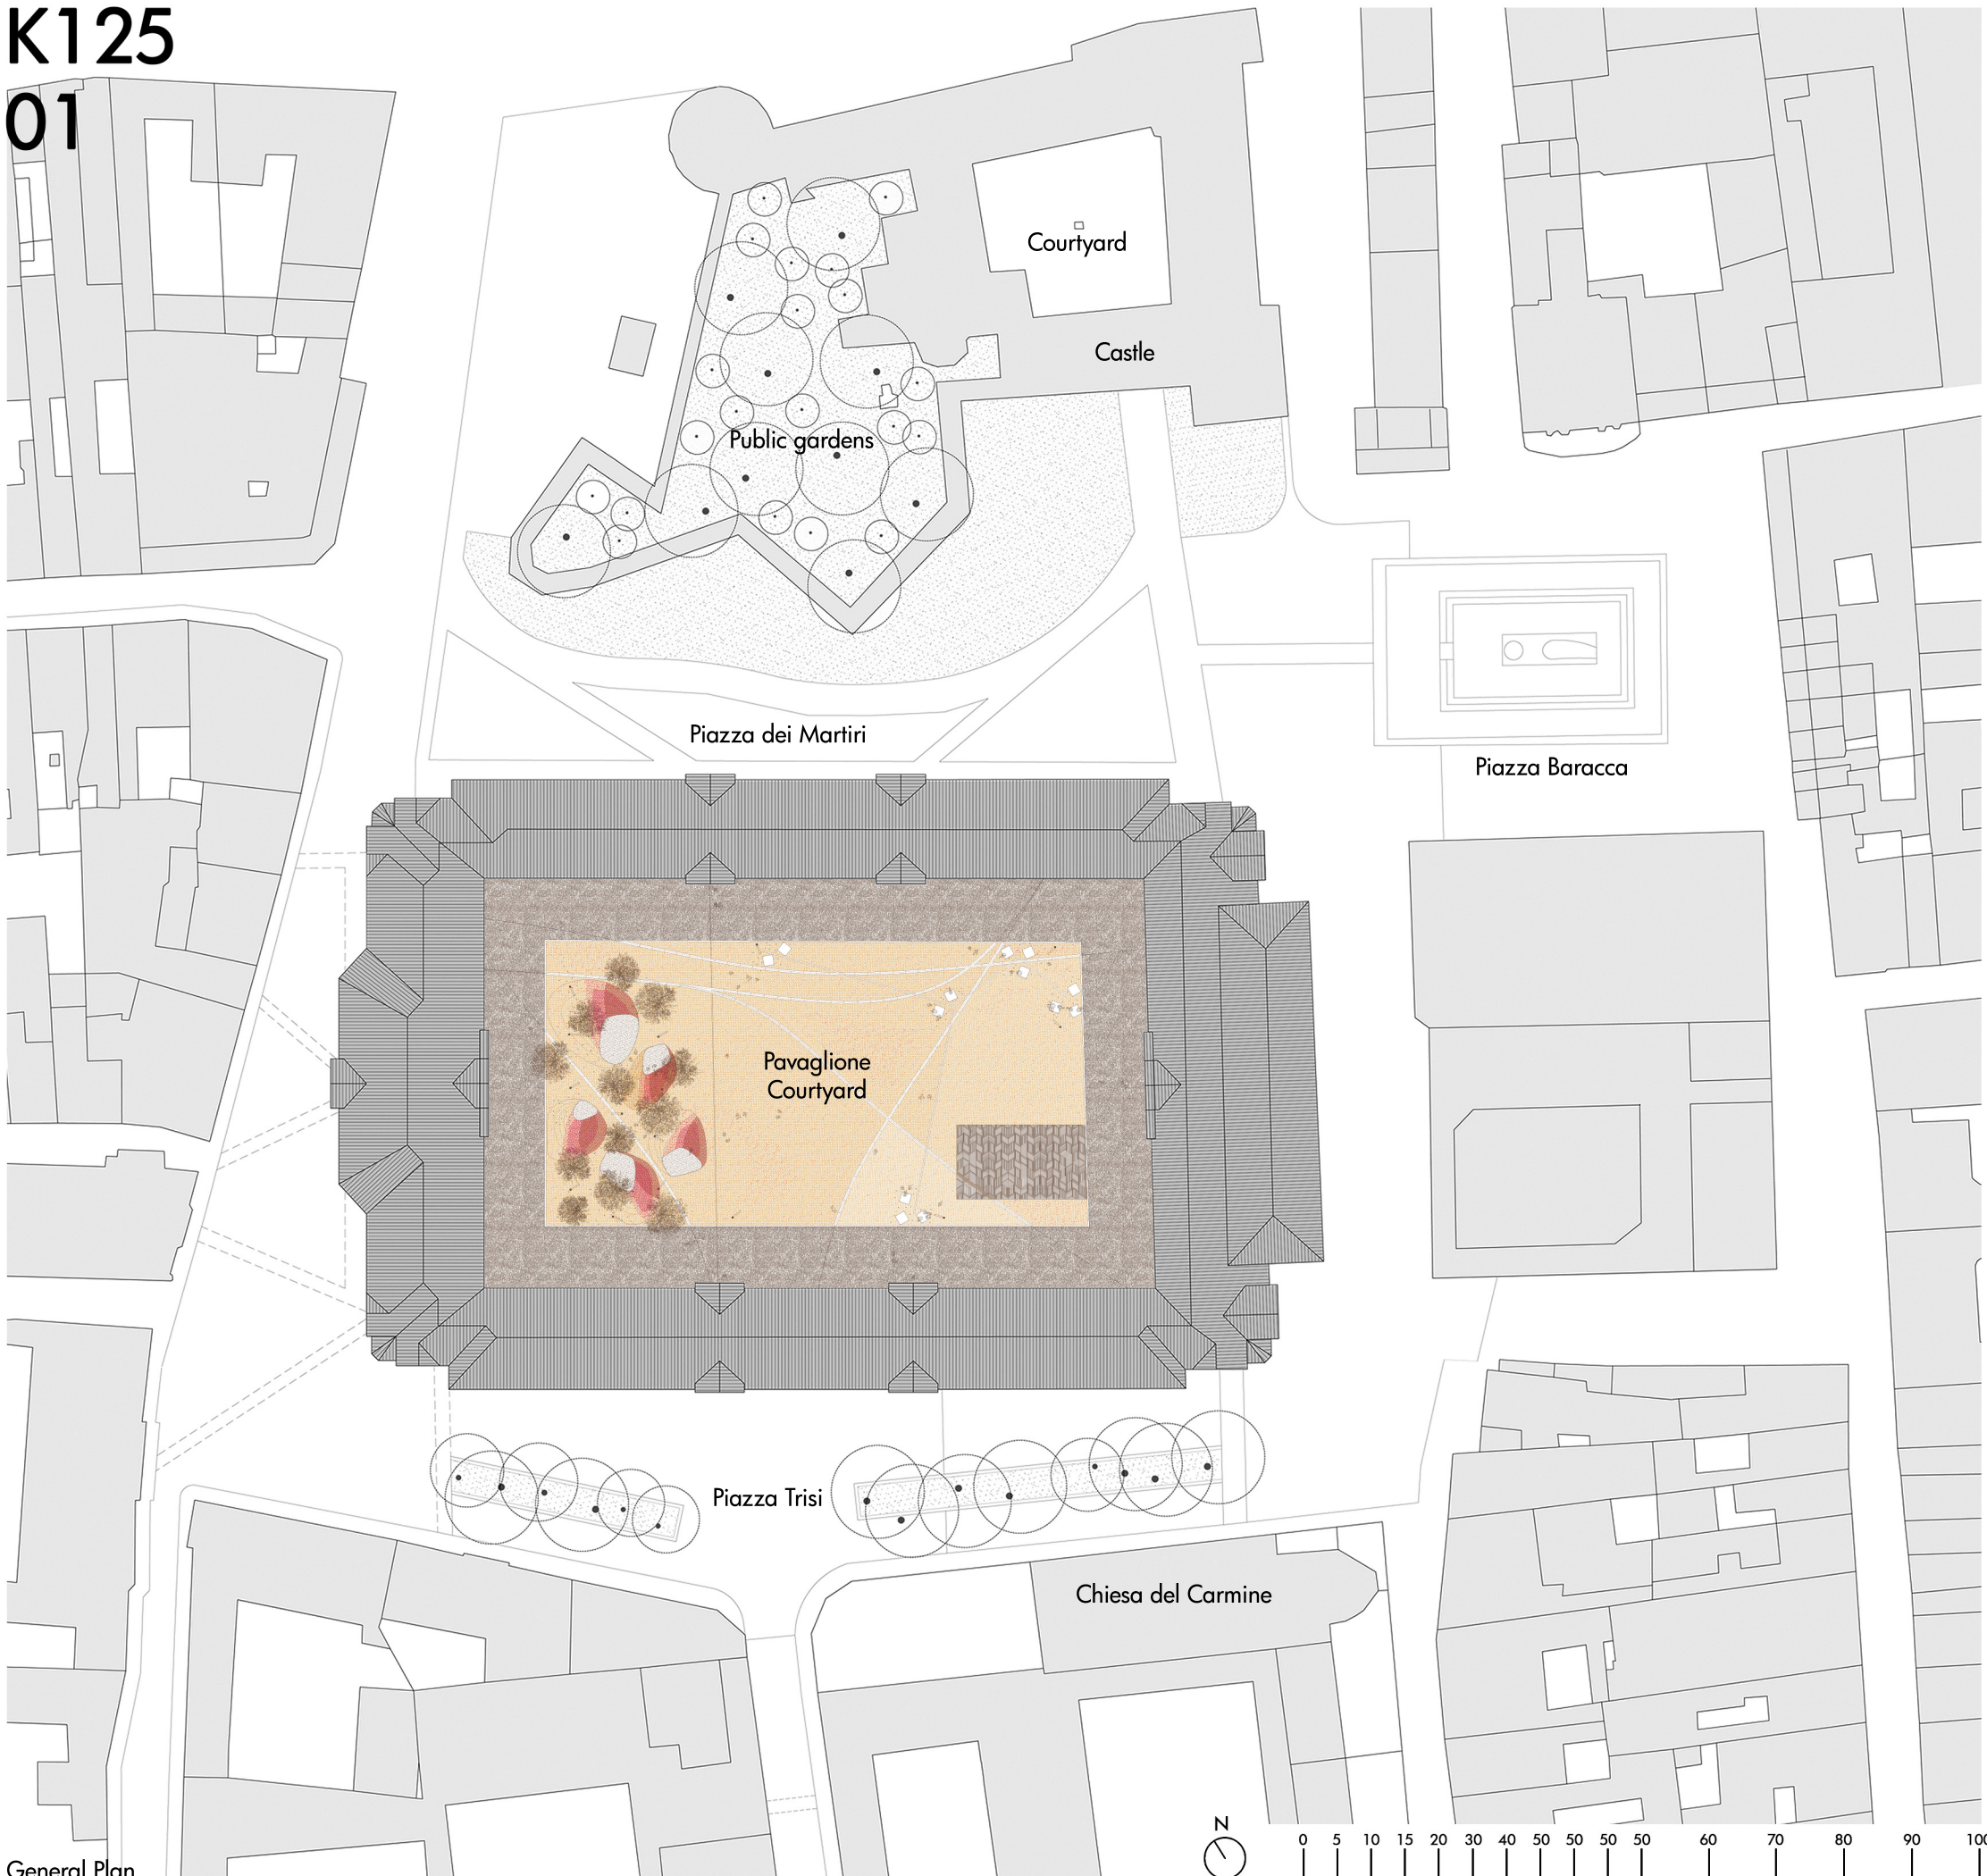 K125
01
Courtyard
Castle
Public gardens
Piazza dei Martiri
Piazza Baracca
Pavaglione
Courtyard
Piazza Trisi
Chiesa del Carmine
N
0 5 10 15 20 30 40 50 50 50 50 60 70 80 90 100
General Plan